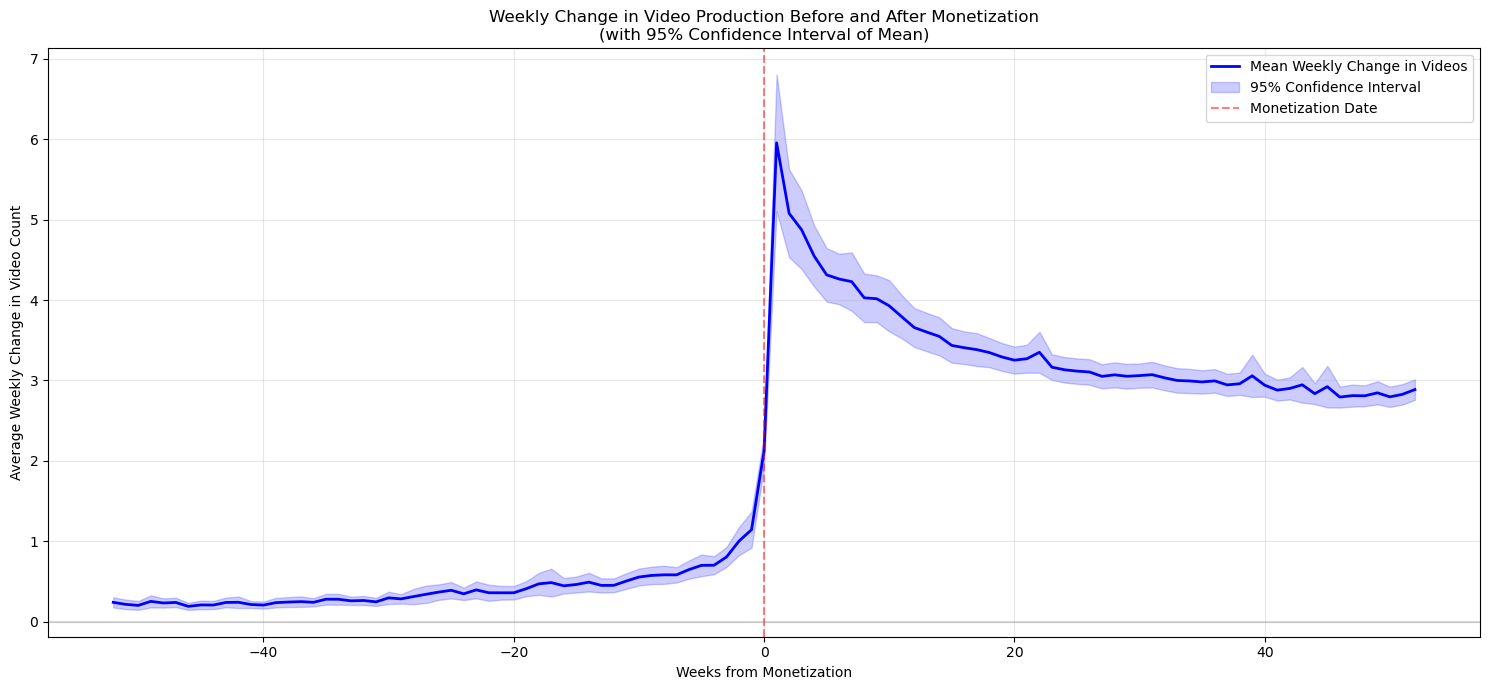 Weekly Change in Video Production Before and After Monetization
(with 95% Confidence Interval of Mean)
7
6
5
4
3
2
1
0
Average Weekly Change in Video Count
Mean Weekly Change in Videos
95% Confidence Interval
Monetization Date
−40
−20
0
20
40
Weeks from Monetization